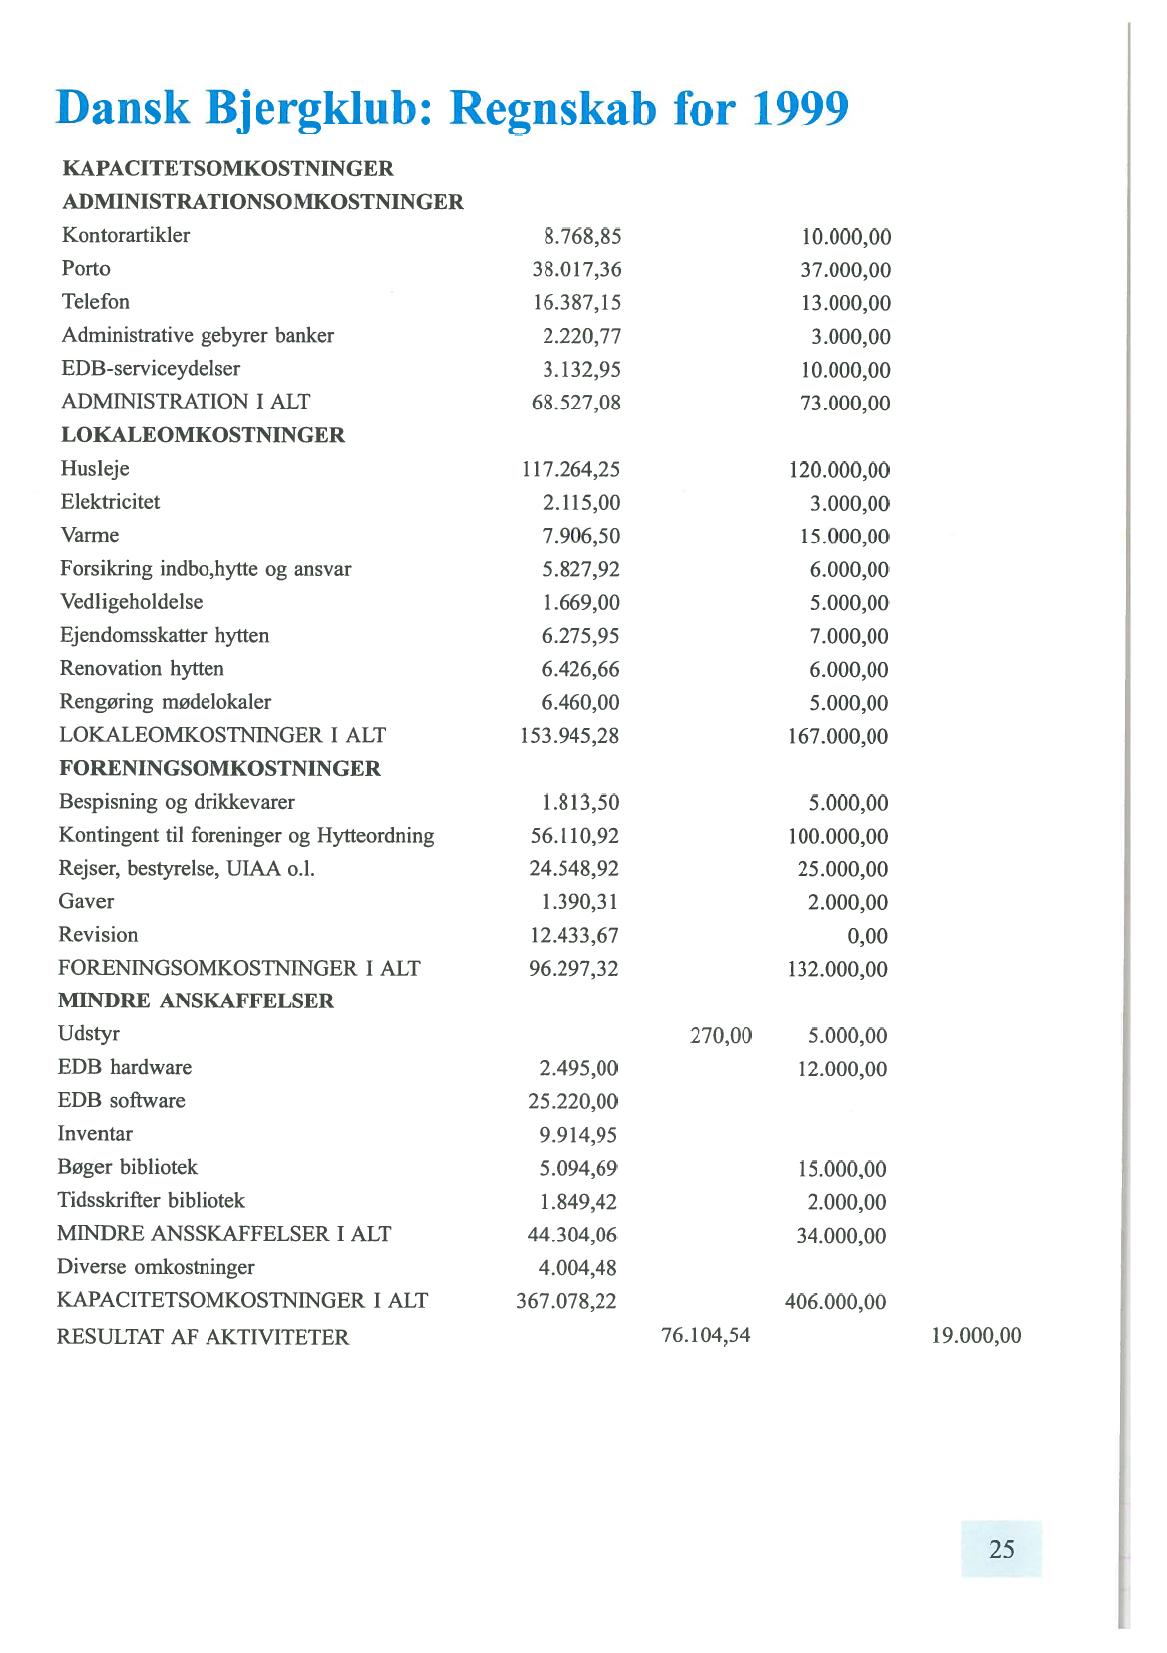 Dansk Bjergklub: Regnskab for 1999
KAPACITETSOMKOSTNINGER
ADMINISTRATIONSOMKOSTNINGER
Kontorartikler 8.768,85 10.000,00
Porto 38.017,36 37.000,00
Telefon 16.387,15 13.000,00
Administrative gebyrer banker 2.220,77 3.000,00
EDB-serviceydelser 3.132,95 10.000,00
ADMINISTRATION I ALT 68.527,08 73.000,00
LOKALEOMKOSTNINGER
Husleje 117.264,25 120.000,00
Elektricitet 2.115,00 3.000,00
Varme 7.906,50 15.000,00
Forsikring indbo,hytte og ansvar 5.827,92 6.000,00
Vedligeholdelse 1.669,00 5.000,00
Ejendomsskatter hytten 6.275,95 7.000,00
Renovation hytten 6.426,66 6.000,00
Rengøring mødelokaler 6.460,00 5.000,00
LOKALEOMKOSTNINGER I ALT 153.945,28 167.000,00
FORENINGSOMKOSTNINGER
Bespisning og drikkevarer 1.813,50 5.000,00
Kontingent til foreninger og Hytteordning 56.110,92 100.000,00
Rejser, bestyrelse, UIAA o.l. 24.548,92 25.000,00
Gaver 1.390,31 2.000,00
Revision 12.433,67 0,00
FORENINGSOMKOSTNINGER I ALT 96.297,32 132.000,00
MINDRE ANSKAFFELSER
Udstyr 270,00 5.000,00
EDB hardware 2.495,00 12.000,00
EDB software 25.220,00
Inventar 9.914,95
Bøger bibliotek 5.094,69 15.000,00
Tidsskrifter bibliotek 1.849,42 2.000,00
MINDRE ANSSKAFFELSER I ALT 44.304,06 34.000,00
Diverse omkostninger 4.004,48
KAPACITETSOMKOSTNINGER I ALT 367.078,22 406.000,00
RESULTAT AF AKTIVITETER 76.104,54 19.000,00
25